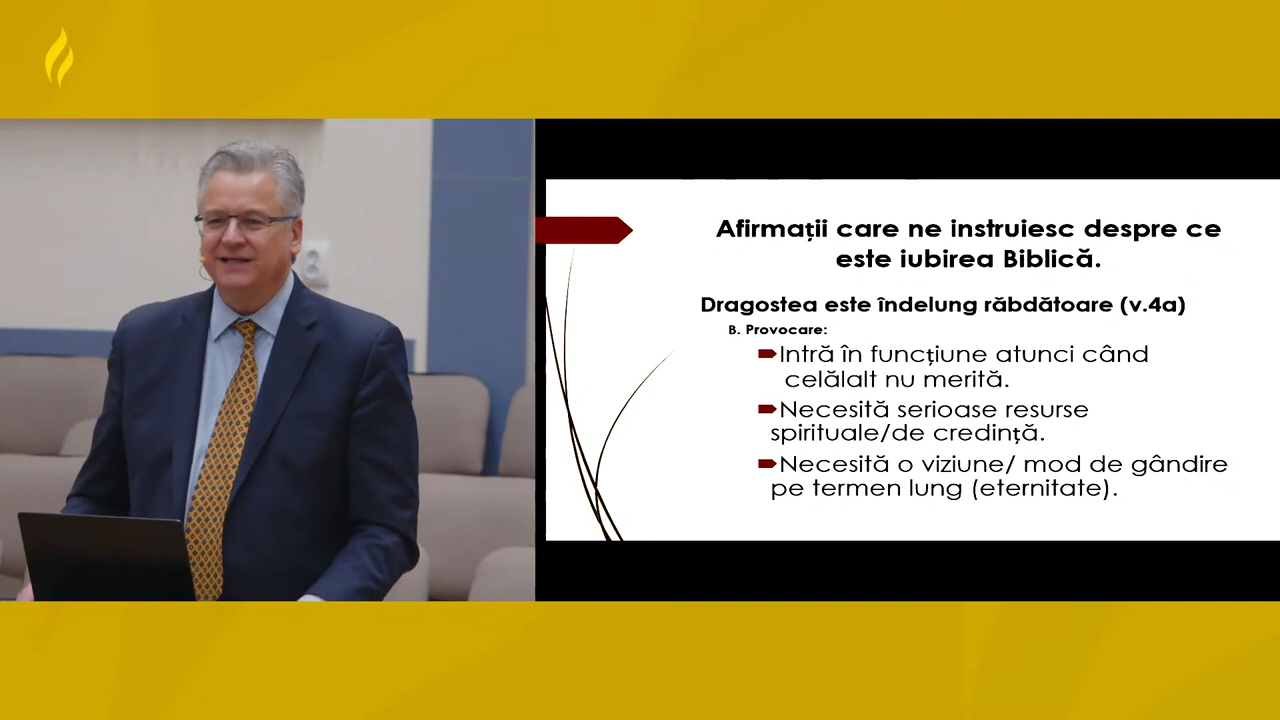 Afirmații care ne instruiesc despre ce
este iubirea Biblică.
Dragostea este îndelung răbdătoare (v.4a)
B. Provocare:
Intră în funcțiune atunci când
celălalt nu merită.
Necesită serioase resurse
spirituale/de credință.
Necesită o viziune/ mod de gândire
pe termen lung (eternitate).